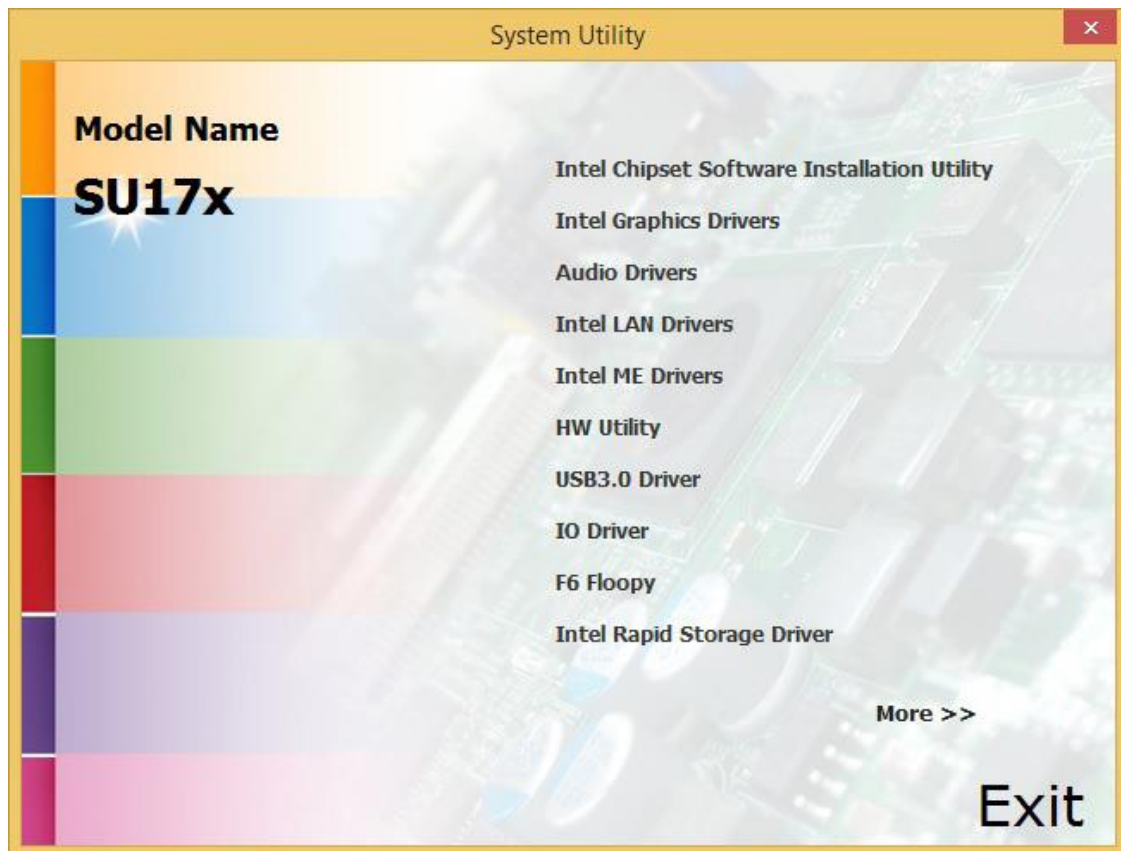 System Utility
Model Name
SU17x
Intel Chipset Software Installation Utility
Intel Graphics Drivers
Audio Drivers
Intel LAN Drivers
Intel ME Drivers
HW Utility
USB3.0 Driver
IO Driver
F6 Floopy
Intel Rapid Storage Driver
More >>
Exit